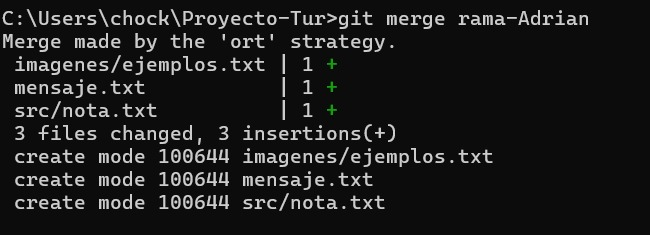 C:\Users\chock\Proyecto-Tur>git merge rama-Adrian
Merge made by the 'ort' strategy.
 imagenes/ejemplos.txt | 1 +
 mensaje.txt           | 1 +
 src/nota.txt          | 1 +
 3 files changed, 3 insertions(+)
 create mode 100644 imagenes/ejemplos.txt
 create mode 100644 mensaje.txt
 create mode 100644 src/nota.txt